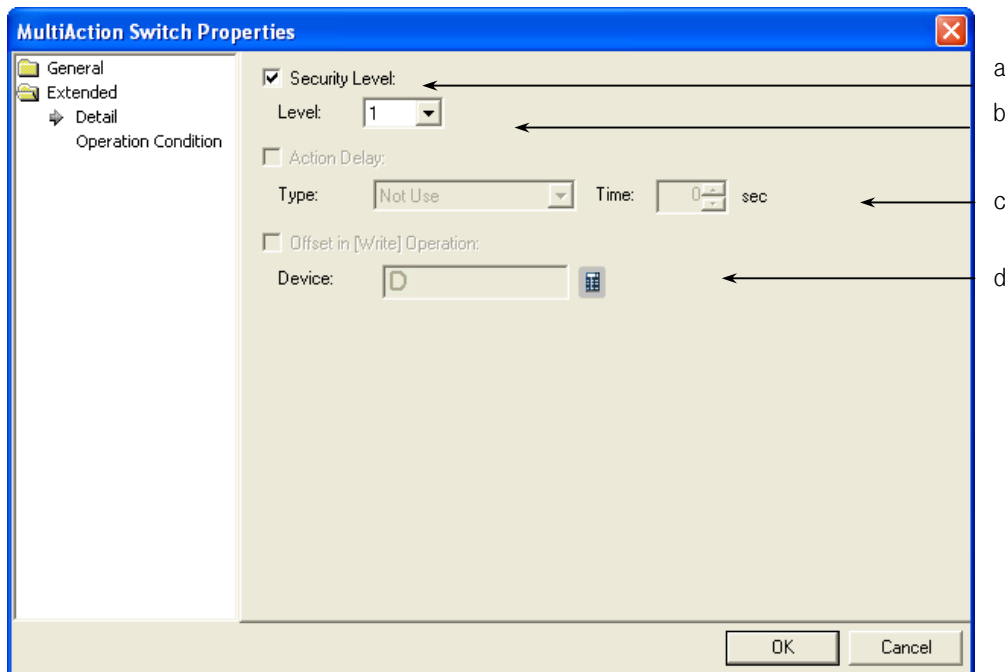 MultiAction Switch Properties
General
Extended
Detail
Operation Condition
Security Level:
Level: 1
Action Delay:
Type: Not Use Time: 0 sec
Offset in [Write] Operation:
Device: D
OK Cancel
a
b
c
d